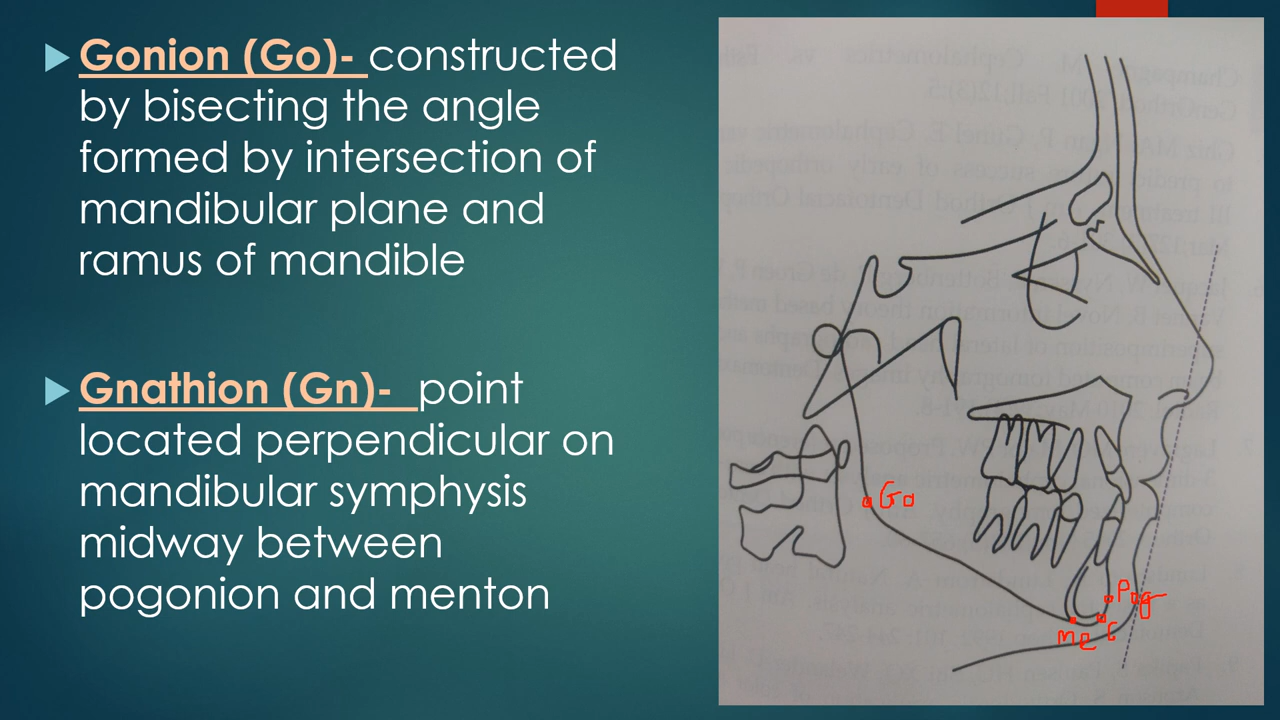 Gonion (Go)- constructed
by bisecting the angle
formed by intersection of
mandibular plane and
ramus of mandible
Gnathion (Gn)- point
located perpendicular on
mandibular symphysis
midway between
pogonion and menton
Go
Pog
me